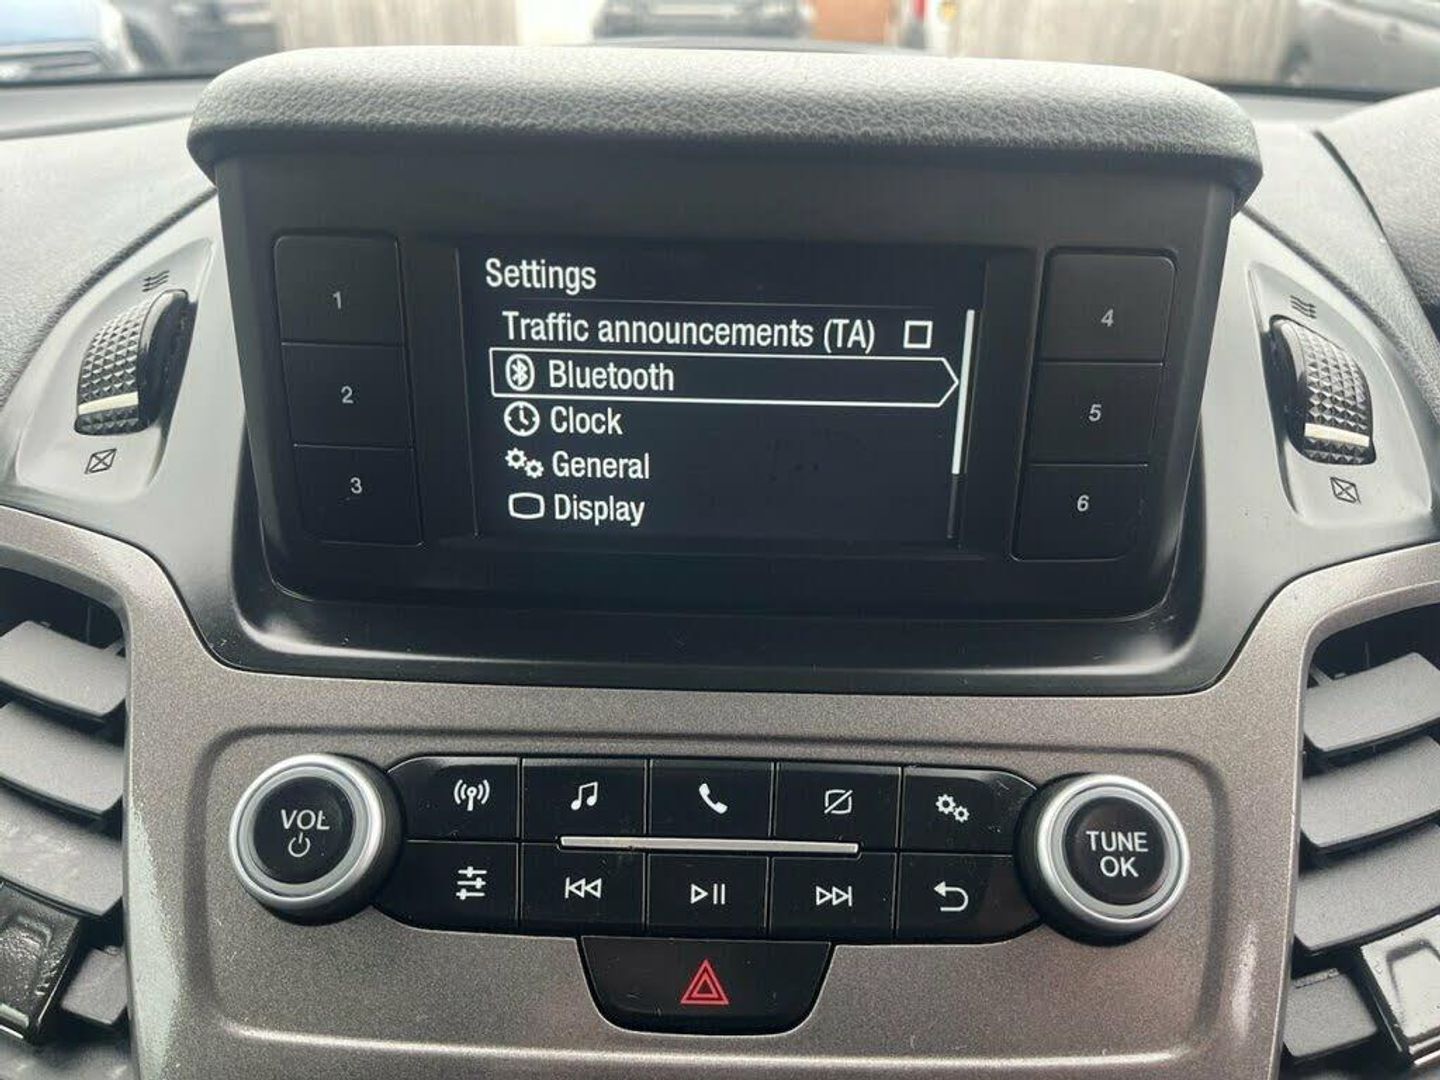 Settings
Traffic announcements (TA)
Bluetooth
Clock
General
Display
1
2
3
4
5
6
VOL
TUNE
OK